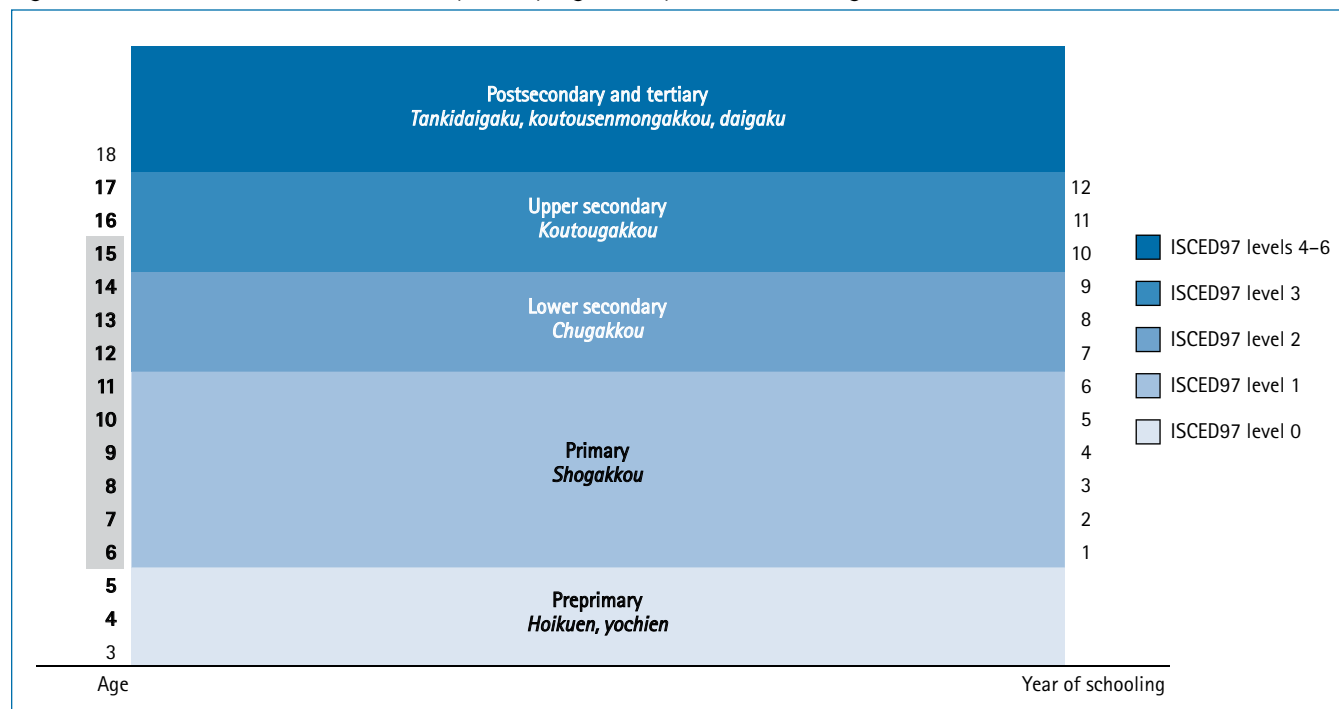 Postsecondary and tertiary
Tankidaigaku, koutousenmongakkou, daigaku
18
17 12
Upper secondary
16 11
Koutougakkou
15 10 ISCED97 levels 4–6
14 9
ISCED97 level 3
Lower secondary
13 8
Chugakkou
ISCED97 level 2
12 7
11 6 ISCED97 level 1
10 5
ISCED97 level 0
9 Primary 4
Shogakkou
8 3
7 2
6 1
5
Preprimary
4
Hoikuen, yochien
3
Age Year of schooling